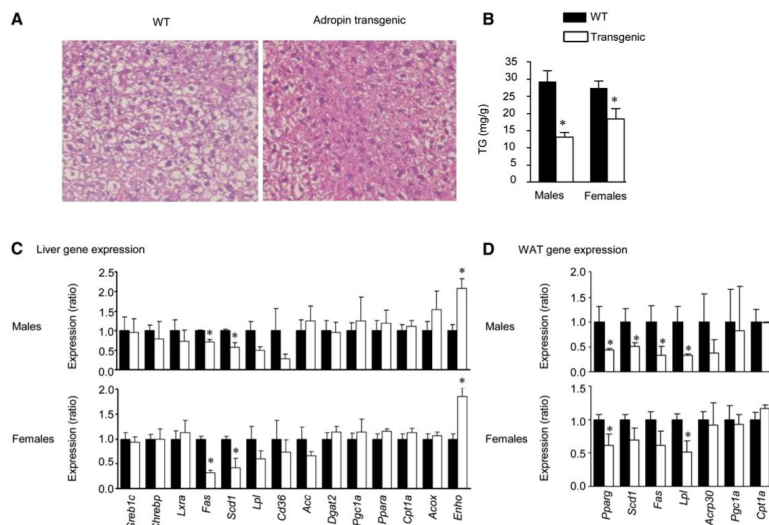 A
WT
Adropin transgenic
B
WT
Transgenic
TG (mg/g)
35
30
25
20
15
10
5
0
*
*
Males
Females
C Liver gene expression
Males
Expression (ratio)
2.5
2.0
1.5
1.0
0.5
0.0
* * *
Females
Expression (ratio)
2.0
1.5
1.0
0.5
0.0
* * *
Sreb1c
Chrebp
Lxra
Fas
Scd1
Lpl
Cd36
Acc
Dgat2
Pgc1a
Ppara
Cpt1a
Acox
Enho
D WAT gene expression
Males
Expression (ratio)
2.0
1.5
1.0
0.5
0.0
* * * *
Females
Expression (ratio)
2.0
1.5
1.0
0.5
0.0
* *
Pparg
Scd1
Fas
Lpl
Acrp30
Pgc1a
Cpt1a